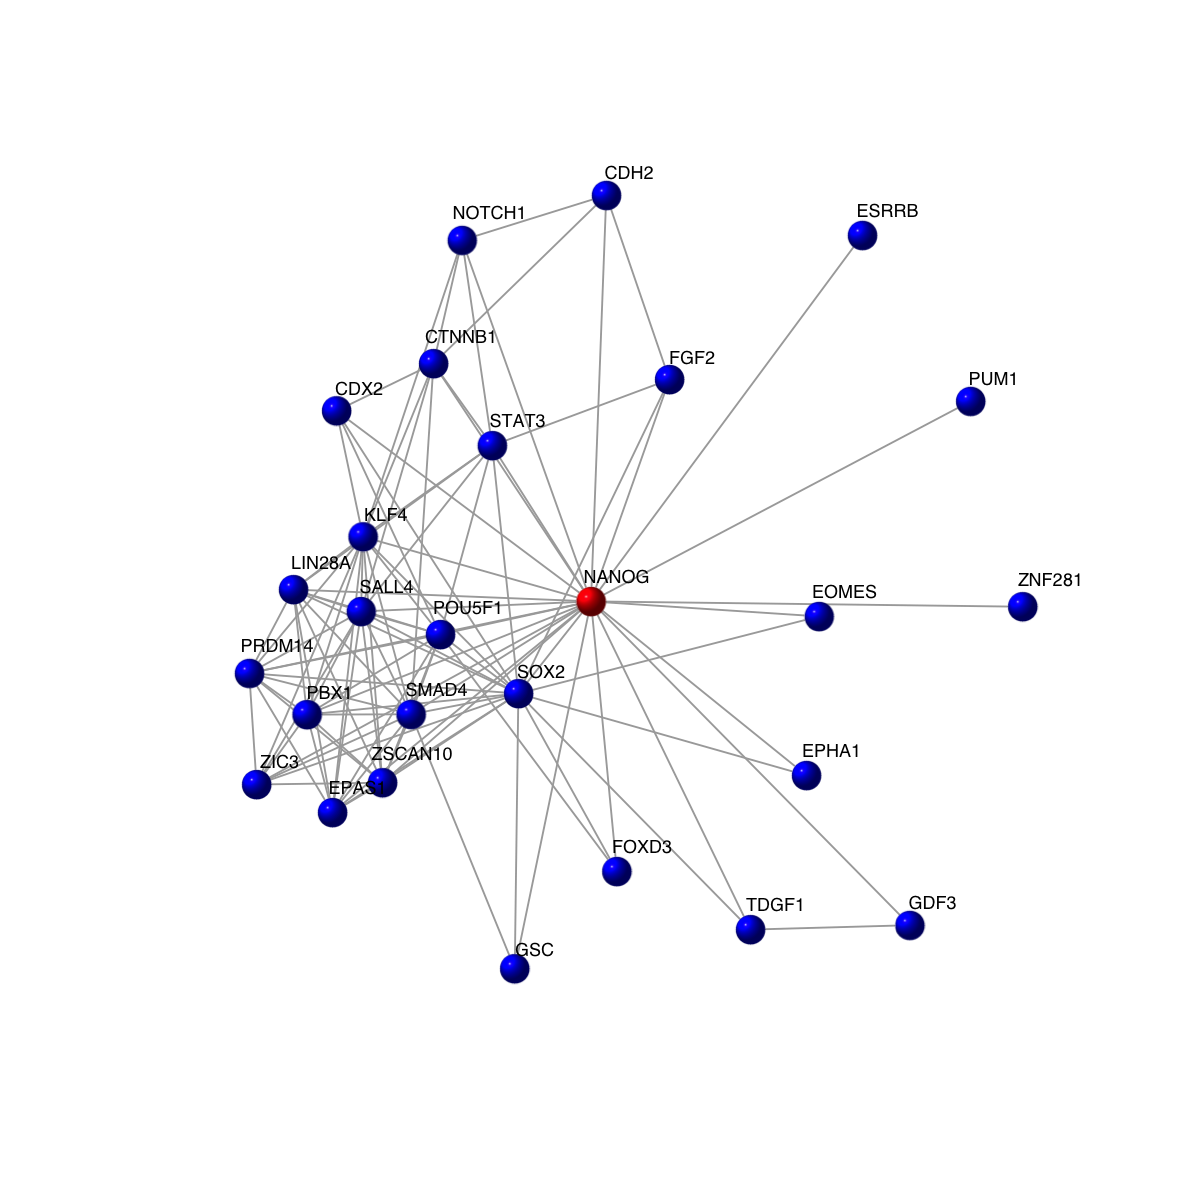 CDH2
NOTCH1
ESRRB
CTNNB1
FGF2
PUM1
CDX2
STAT3
KLF4
LIN28A
NANOG
SALL4
ZNF281
EOMES
POU5F1
PRDM14
SOX2
PBX1
SMAD4
ZSCAN10
EPHA1
ZIC3
EPAS1
FOXD3
TDGF1
GDF3
GSC